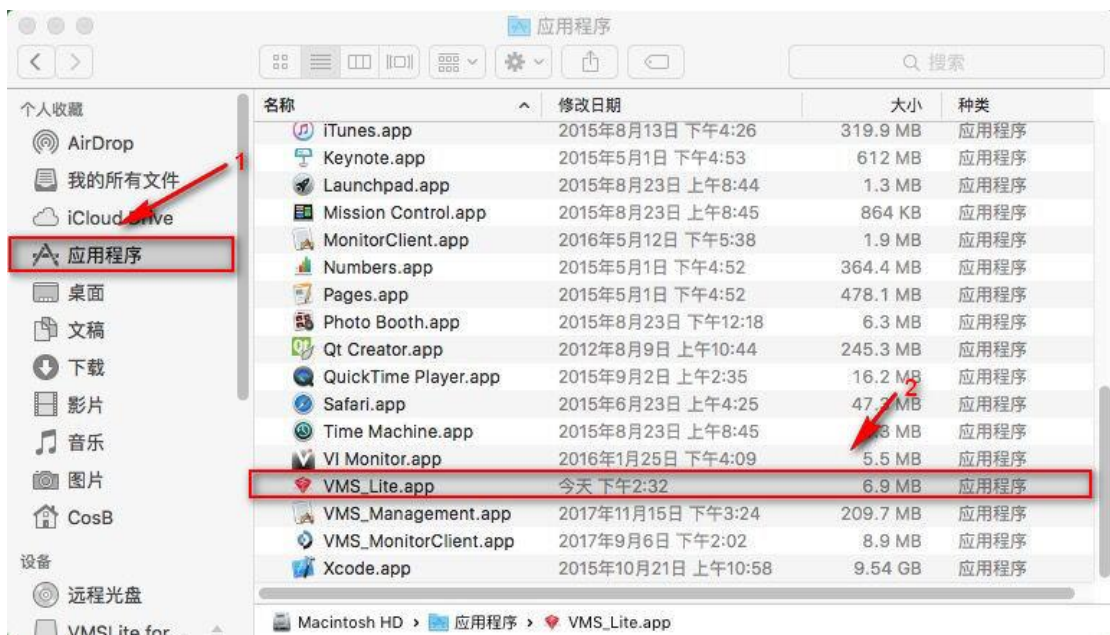 应用程序
搜索
个人收藏
AirDrop
我的所有文件
iCloud Drive
应用程序
桌面
文稿
下载
影片
音乐
图片
CosB
设备
远程光盘
VMSLite for...
1
名称 修改日期 大小 种类
iTunes.app 2015年8月13日 下午4:26 319.9 MB 应用程序
Keynote.app 2015年5月1日 下午4:53 612 MB 应用程序
Launchpad.app 2015年8月23日 上午8:44 1.3 MB 应用程序
Mission Control.app 2015年8月23日 上午8:45 864 KB 应用程序
MonitorClient.app 2016年5月12日 下午5:38 1.9 MB 应用程序
Numbers.app 2015年5月1日 下午4:52 364.4 MB 应用程序
Pages.app 2015年5月1日 下午4:52 478.1 MB 应用程序
Photo Booth.app 2015年8月23日 下午12:18 6.3 MB 应用程序
Qt Creator.app 2012年8月9日 上午10:44 245.3 MB 应用程序
QuickTime Player.app 2015年9月2日 上午2:35 16.2 MB 应用程序
2
Safari.app 2015年6月23日 上午4:25 47.3 MB 应用程序
Time Machine.app 2015年8月23日 上午8:45 MB 应用程序
VI Monitor.app 2016年1月25日 下午4:09 5.5 MB 应用程序
VMS_Lite.app 今天 下午2:32 6.9 MB 应用程序
VMS_Management.app 2017年11月15日 下午3:24 209.7 MB 应用程序
VMS_MonitorClient.app 2017年9月6日 下午2:02 8.9 MB 应用程序
Xcode.app 2015年10月21日 上午10:58 9.54 GB 应用程序
Macintosh HD › 应用程序 › VMS_Lite.app